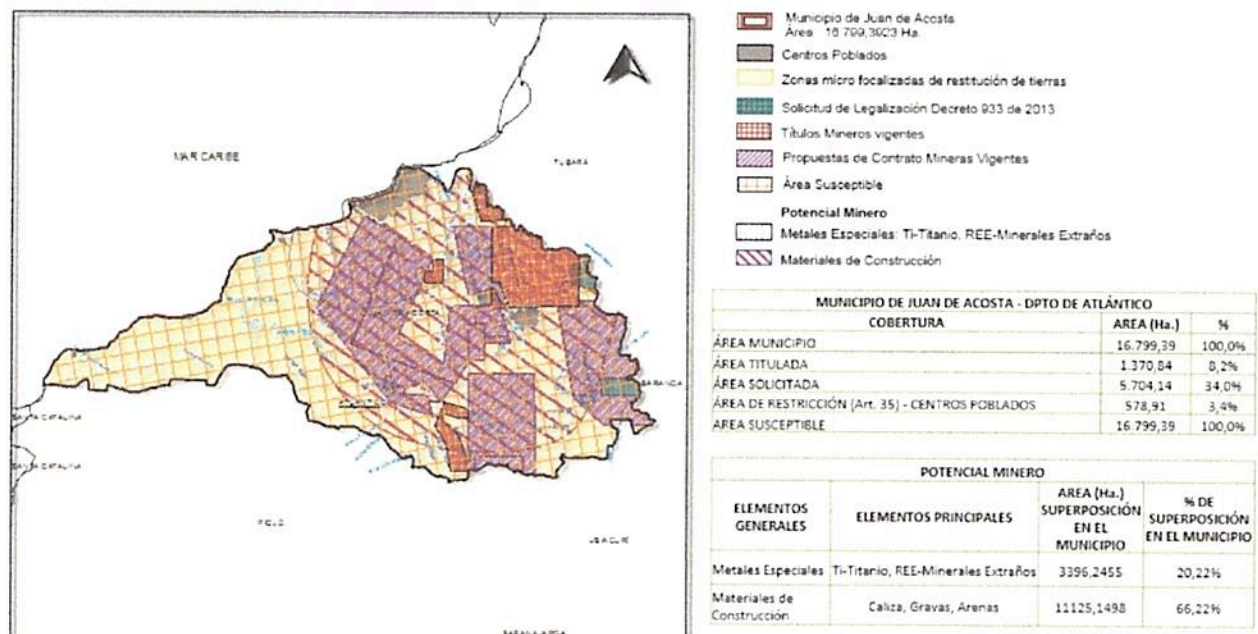 MAR CARIBE
TUBARÁ
SANTA CATALINA
SANTA CATALINA
PIOJÓ
USIACURÍ
BARANOA
Municipio de Juan de Acosta
Área 16 799,3923 Ha.
Centros Poblados
Zonas micro focalizadas de restitución de tierras
Solicitud de Legalización Decreto 933 de 2013
Títulos Mineros vigentes
Propuestas de Contrato Mineras Vigentes
Área Susceptible
Potencial Minero
Metales Especiales: Ti-Titanio, REE-Minerales Extraños
Materiales de Construcción
MUNICIPIO DE JUAN DE ACOSTA - DPTO DE ATLÁNTICO
COBERTURA AREA (Ha.) %
ÁREA MUNICIPIO 16.799,39 100,0%
ÁREA TITULADA 1.370,84 8,2%
ÁREA SOLICITADA 5.704,14 34,0%
ÁREA DE RESTRICCIÓN (Art. 35) - CENTROS POBLADOS 578,91 3,4%
AREA SUSCEPTIBLE 16.799,39 100,0%
POTENCIAL MINERO
ELEMENTOS GENERALES ELEMENTOS PRINCIPALES AREA (Ha.) SUPERPOSICIÓN EN EL MUNICIPIO % DE SUPERPOSICIÓN EN EL MUNICIPIO
Metales Especiales Ti-Titanio, REE-Minerales Extraños 3396,2455 20,22%
Materiales de Construcción Caliza, Gravas, Arenas 11125,1498 66,22%